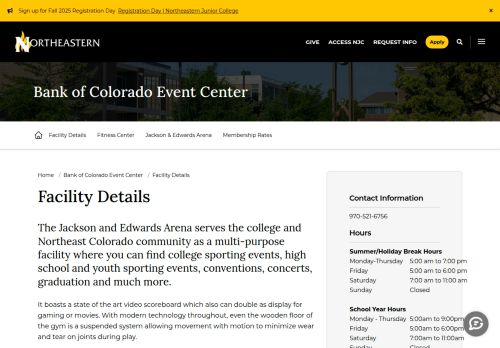 Sign up for Fall 2025 Registration Day  Registration Day | Northeastern Junior College
NORTHEASTERN
GIVE  ACCESS NJC  REQUEST INFO  Apply
Bank of Colorado Event Center
Facility Details  Fitness Center  Jackson & Edwards Arena  Membership Rates
Home / Bank of Colorado Event Center / Facility Details
Facility Details
The Jackson and Edwards Arena serves the college and
Northeast Colorado community as a multi-purpose
facility where you can find college sporting events, high
school and youth sporting events, conventions, concerts,
graduation and much more.
It boasts a state of the art video scoreboard which also can double as display for
gaming or movies. With modern technology throughout, even the wooden floor of
the gym is a suspended system allowing movement with motion to minimize wear
and tear on joints during play.
Contact Information
970-521-6756
Hours
Summer/Holiday Break Hours
Monday-Thursday 5:00 am to 7:00 pm
Friday 5:00 am to 6:00 pm
Saturday 7:00 am to 11:00 am
Sunday Closed
School Year Hours
Monday - Thursday 5:00am to 9:00pm
Friday 5:00am to 6:00pm
Saturday 7:00am to 11:00am
Sunday Closed